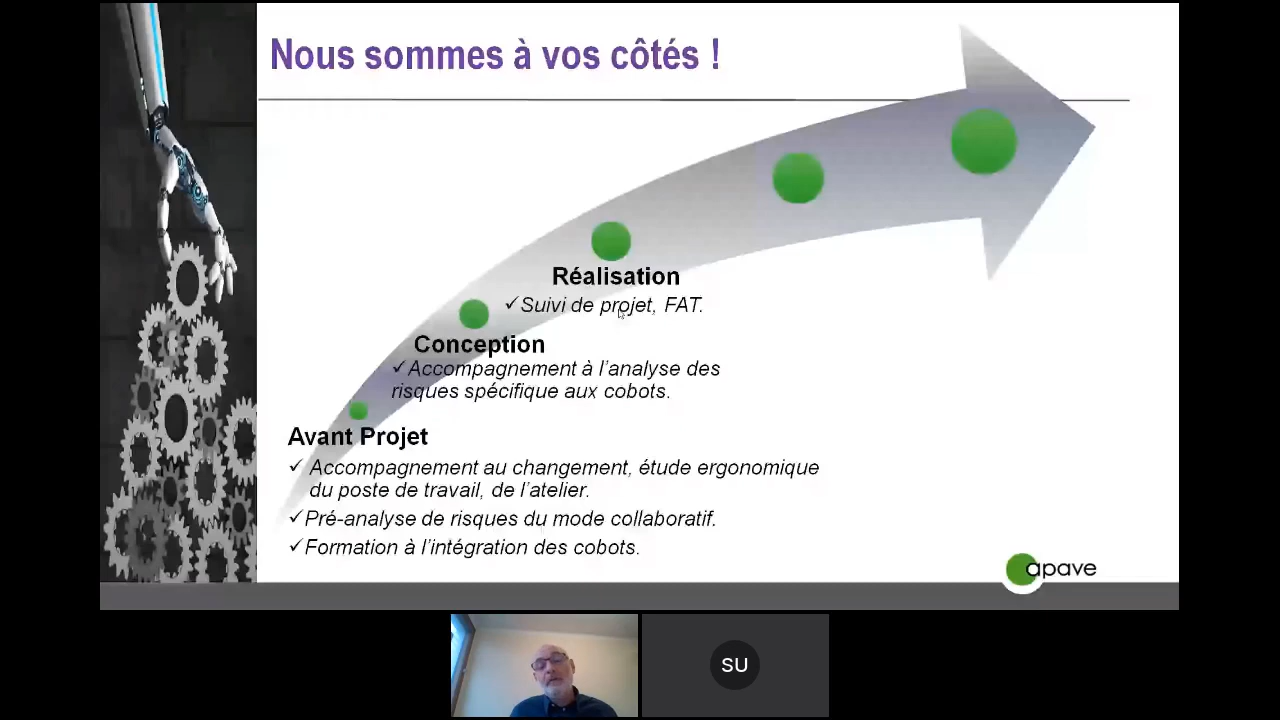 Nous sommes à vos côtés !
Réalisation
✓Suivi de projet, FAT.
Conception
✓Accompagnement à l’analyse des
risques spécifique aux cobots.
Avant Projet
✓ Accompagnement au changement, étude ergonomique
du poste de travail, de l’atelier.
✓Pré-analyse de risques du mode collaboratif.
✓Formation à l’intégration des cobots.
apave
SU